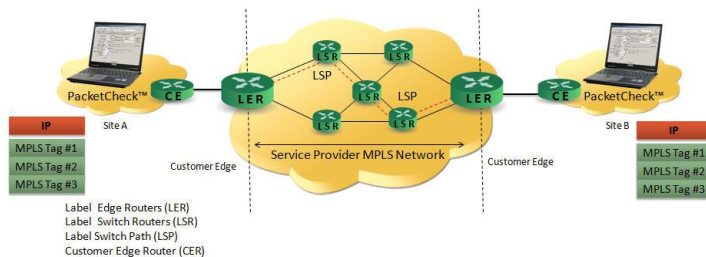 LSR
LSR
LSP
PacketCheck™
CE
LER
LSR
LSP
LER
CE
PacketCheck™
LSR
LSR
Site A
Site B
IP
MPLS Tag #1
MPLS Tag #2
MPLS Tag #3
Customer Edge
Service Provider MPLS Network
Customer Edge
IP
MPLS Tag #1
MPLS Tag #2
MPLS Tag #3
Label Edge Routers (LER)
Label Switch Routers (LSR)
Label Switch Path (LSP)
Customer Edge Router (CER)